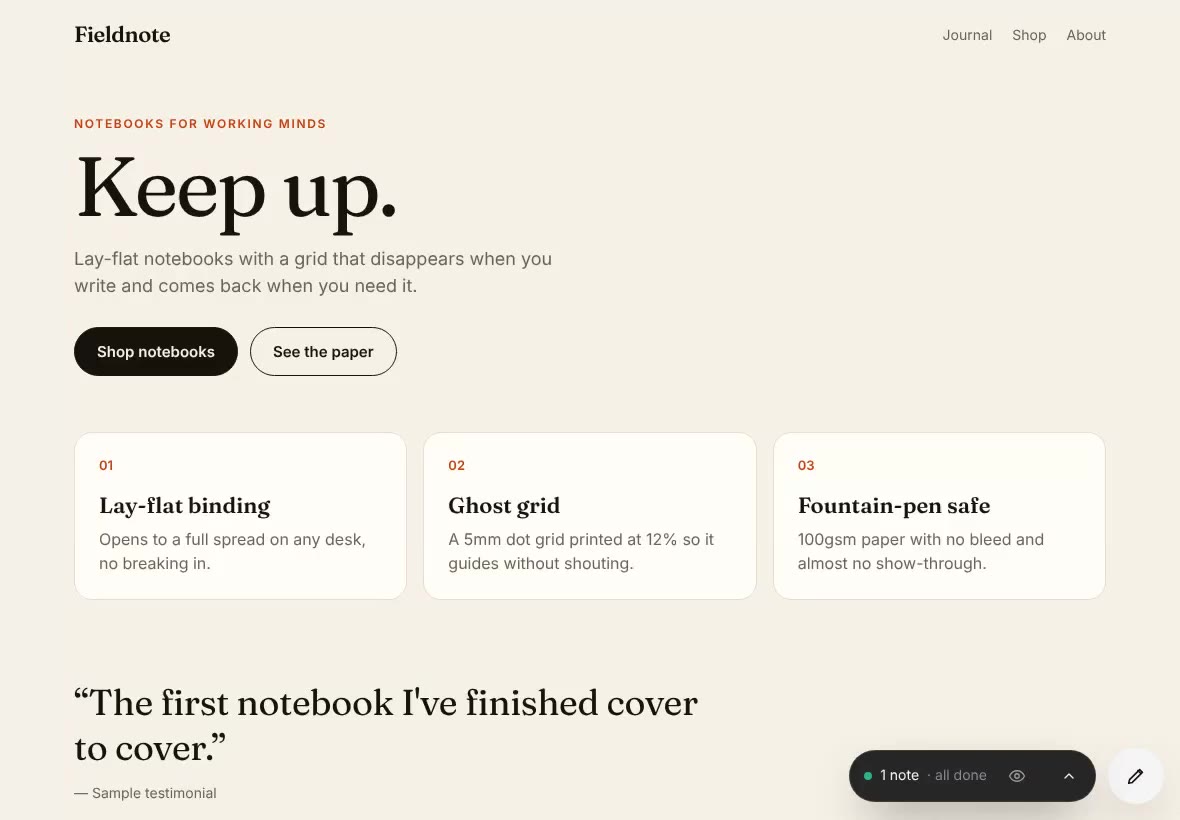 Fieldnote
Journal Shop About
NOTEBOOKS FOR WORKING MINDS
Keep up.
Lay-flat notebooks with a grid that disappears when you
write and comes back when you need it.
Shop notebooks See the paper
01
Lay-flat binding
Opens to a full spread on any desk,
no breaking in.
02
Ghost grid
A 5mm dot grid printed at 12% so it
guides without shouting.
03
Fountain-pen safe
100gsm paper with no bleed and
almost no show-through.
“The first notebook I've finished cover
to cover.”
— Sample testimonial
1 note · all done